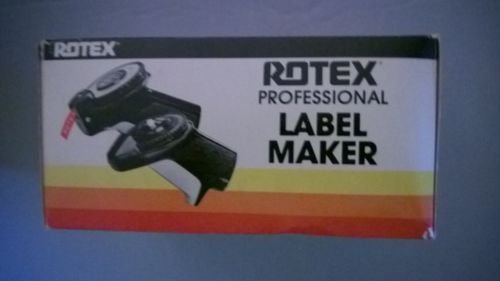 ROTEX
ROTEX
PROFESSIONAL
LABEL
MAKER